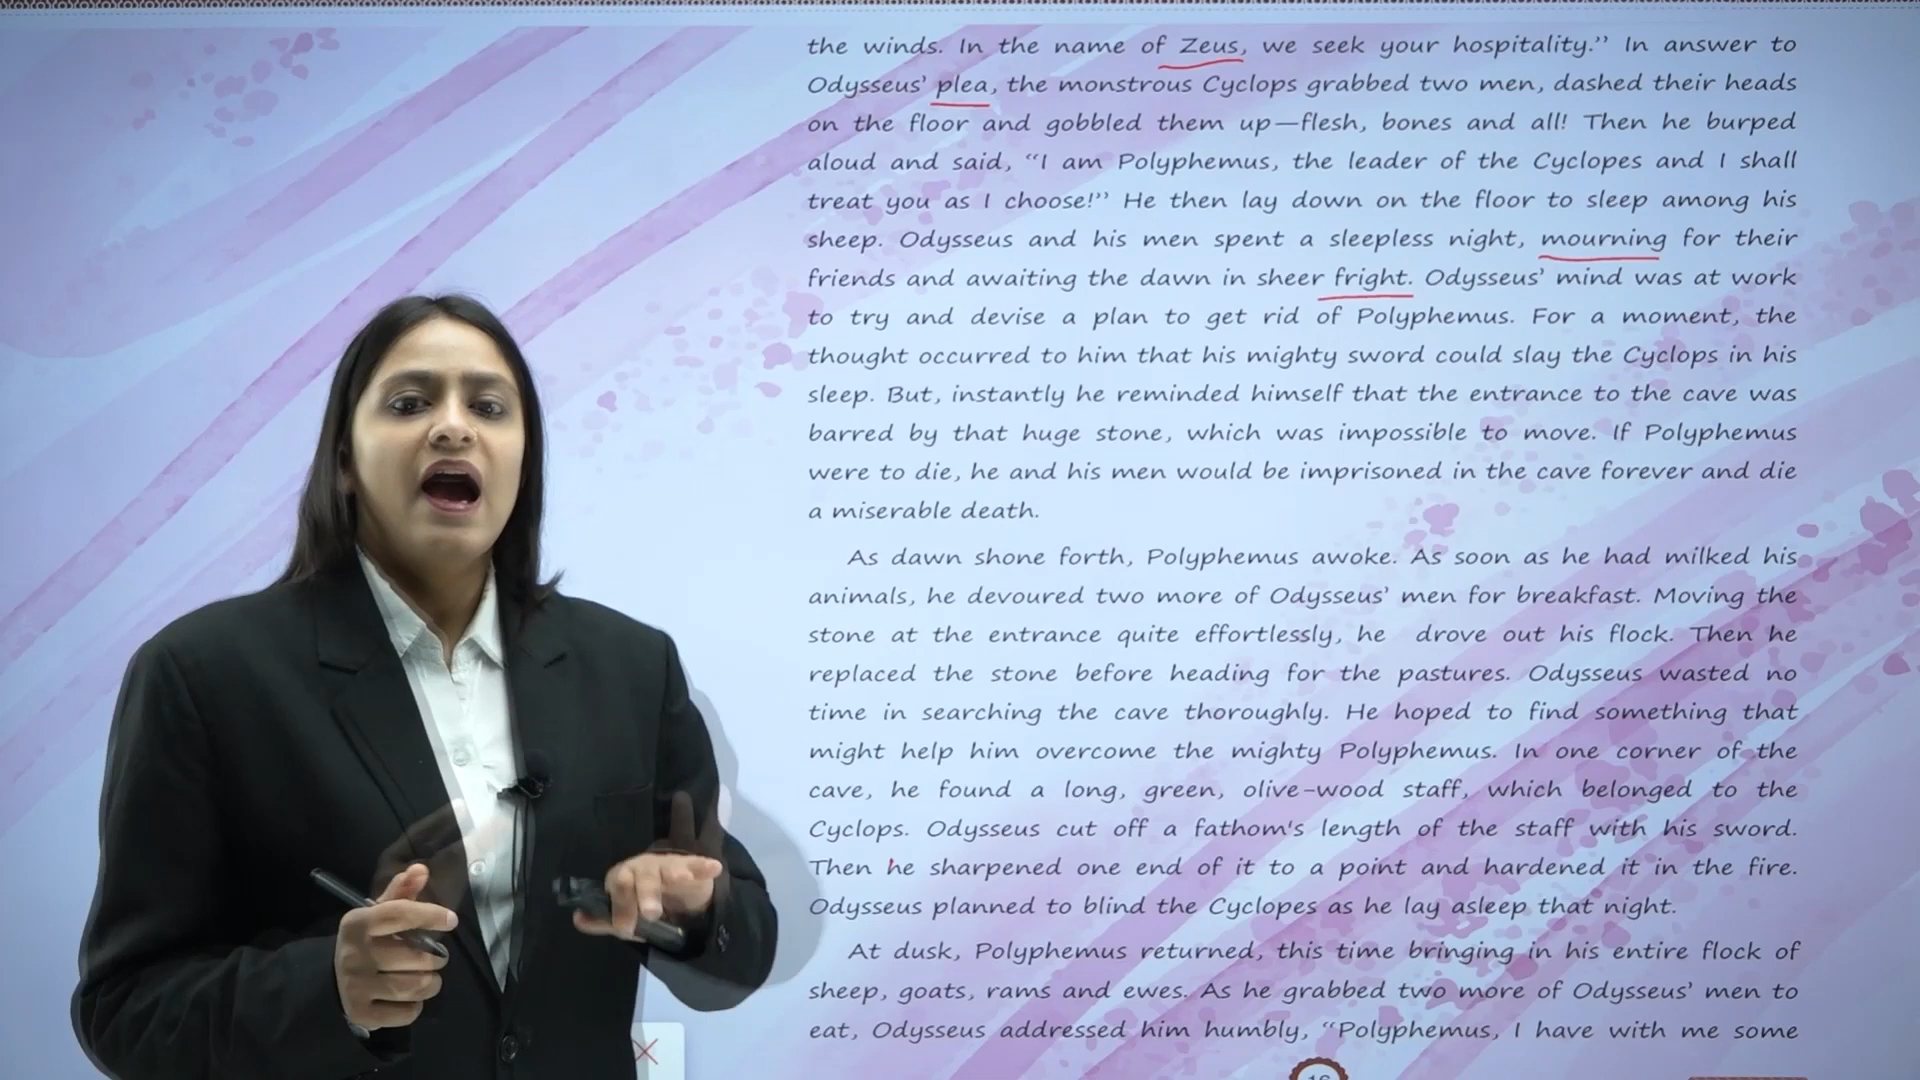 the winds. In the name of Zeus, we seek your hospitality.” In answer to
Odysseus’ plea, the monstrous Cyclops grabbed two men, dashed their heads
on the floor and gobbled them up—flesh, bones and all! Then he burped
aloud and said, “I am Polyphemus, the leader of the Cyclopes and I shall
treat you as I choose!” He then lay down on the floor to sleep among his
sheep. Odysseus and his men spent a sleepless night, mourning for their
friends and awaiting the dawn in sheer fright. Odysseus’ mind was at work
to try and devise a plan to get rid of Polyphemus. For a moment, the
thought occurred to him that his mighty sword could slay the Cyclops in his
sleep. But, instantly he reminded himself that the entrance to the cave was
barred by that huge stone, which was impossible to move. If Polyphemus
were to die, he and his men would be imprisoned in the cave forever and die
a miserable death.
As dawn shone forth, Polyphemus awoke. As soon as he had milked his
animals, he devoured two more of Odysseus’ men for breakfast. Moving the
stone at the entrance quite effortlessly, he drove out his flock. Then he
replaced the stone before heading for the pastures. Odysseus wasted no
time in searching the cave thoroughly. He hoped to find something that
might help him overcome the mighty Polyphemus. In one corner of the
cave, he found a long, green, olive-wood staff, which belonged to the
Cyclops. Odysseus cut off a fathom's length of the staff with his sword.
Then he sharpened one end of it to a point and hardened it in the fire.
Odysseus planned to blind the Cyclopes as he lay asleep that night.
At dusk, Polyphemus returned, this time bringing in his entire flock of
sheep, goats, rams and ewes. As he grabbed two more of Odysseus’ men to
eat, Odysseus addressed him humbly, “Polyphemus, I have with me some